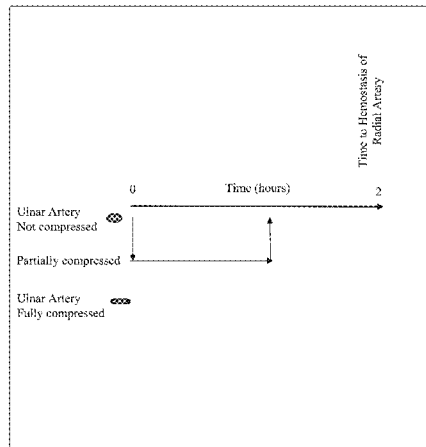 Time to Hemostasis of
Radial Artery
0
Time (hours)
2
Ulnar Artery
Not compressed
Partially compressed
Ulnar Artery
Fully compressed